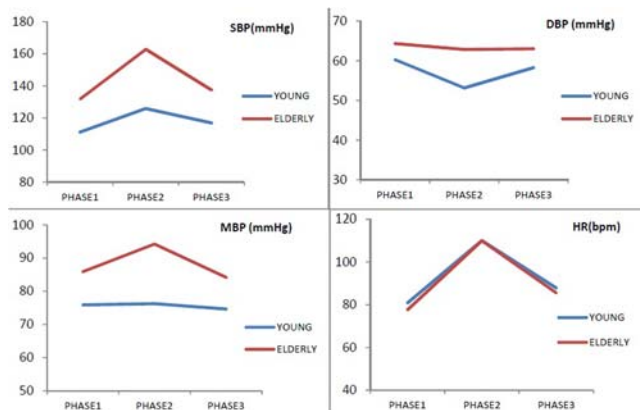 SBP(mmHg)
180
160
140
120
100
80
YOUNG
ELDERLY
PHASE1 PHASE2 PHASE3
DBP (mmHg)
70
60
50
40
30
YOUNG
ELDERLY
PHASE1 PHASE2 PHASE3
MBP (mmHg)
100
90
80
70
60
50
YOUNG
ELDERLY
PHASE1 PHASE2 PHASE3
HR(bpm)
120
100
80
60
40
YOUNG
ELDERLY
PHASE1 PHASE2 PHASE3